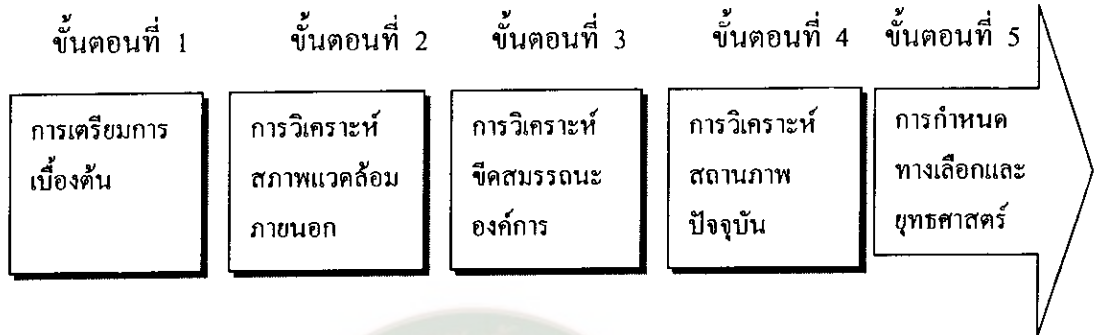 ขั้นตอนที่ 1
ขั้นตอนที่ 2
ขั้นตอนที่ 3
ขั้นตอนที่ 4
ขั้นตอนที่ 5
การเตรียมการ
เบื้องต้น
การวิเคราะห์
สภาพแวดล้อม
ภายนอก
การวิเคราะห์
ขีดสมรรถนะ
องค์การ
การวิเคราะห์
สถานภาพ
ปัจจุบัน
การกำหนด
ทางเลือกและ
ยุทธศาสตร์